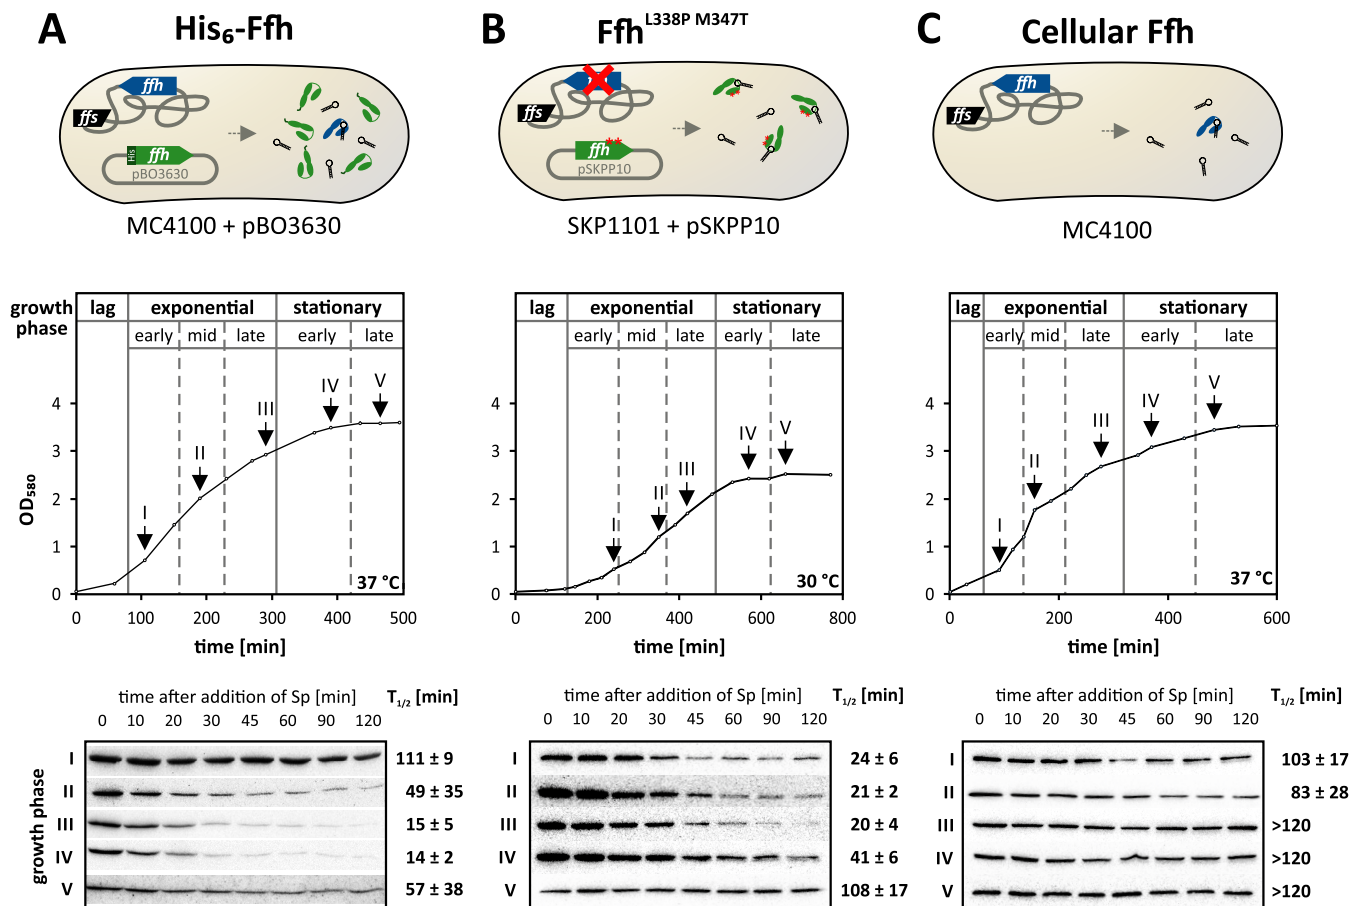 A His₆-Ffh
ffh
ffs
His ffh
pBO3630
MC4100 + pBO3630
growth phase
lag exponential stationary
early mid late early late
4
3
2
1
0
OD₅₈₀
I II III IV V
37 °C
0 100 200 300 400 500
time [min]
time after addition of Sp [min] T₁/₂ [min]
0 10 20 30 45 60 90 120
growth phase
I 111 ± 9
II 49 ± 35
III 15 ± 5
IV 14 ± 2
V 57 ± 38
B Ffh L338P M347T
ffs
ffh **
pSKPP10
SKP1101 + pSKPP10
lag exponential stationary
early mid late early late
4
3
2
1
0
I II III IV V
30 °C
0 200 400 600 800
time [min]
time after addition of Sp [min] T₁/₂ [min]
0 10 20 30 45 60 90 120
I 24 ± 6
II 21 ± 2
III 20 ± 4
IV 41 ± 6
V 108 ± 17
C Cellular Ffh
ffh
ffs
MC4100
lag exponential stationary
early mid late early late
4
3
2
1
0
I II III IV V
37 °C
0 200 400 600
time [min]
time after addition of Sp [min] T₁/₂ [min]
0 10 20 30 45 60 90 120
I 103 ± 17
II 83 ± 28
III >120
IV >120
V >120